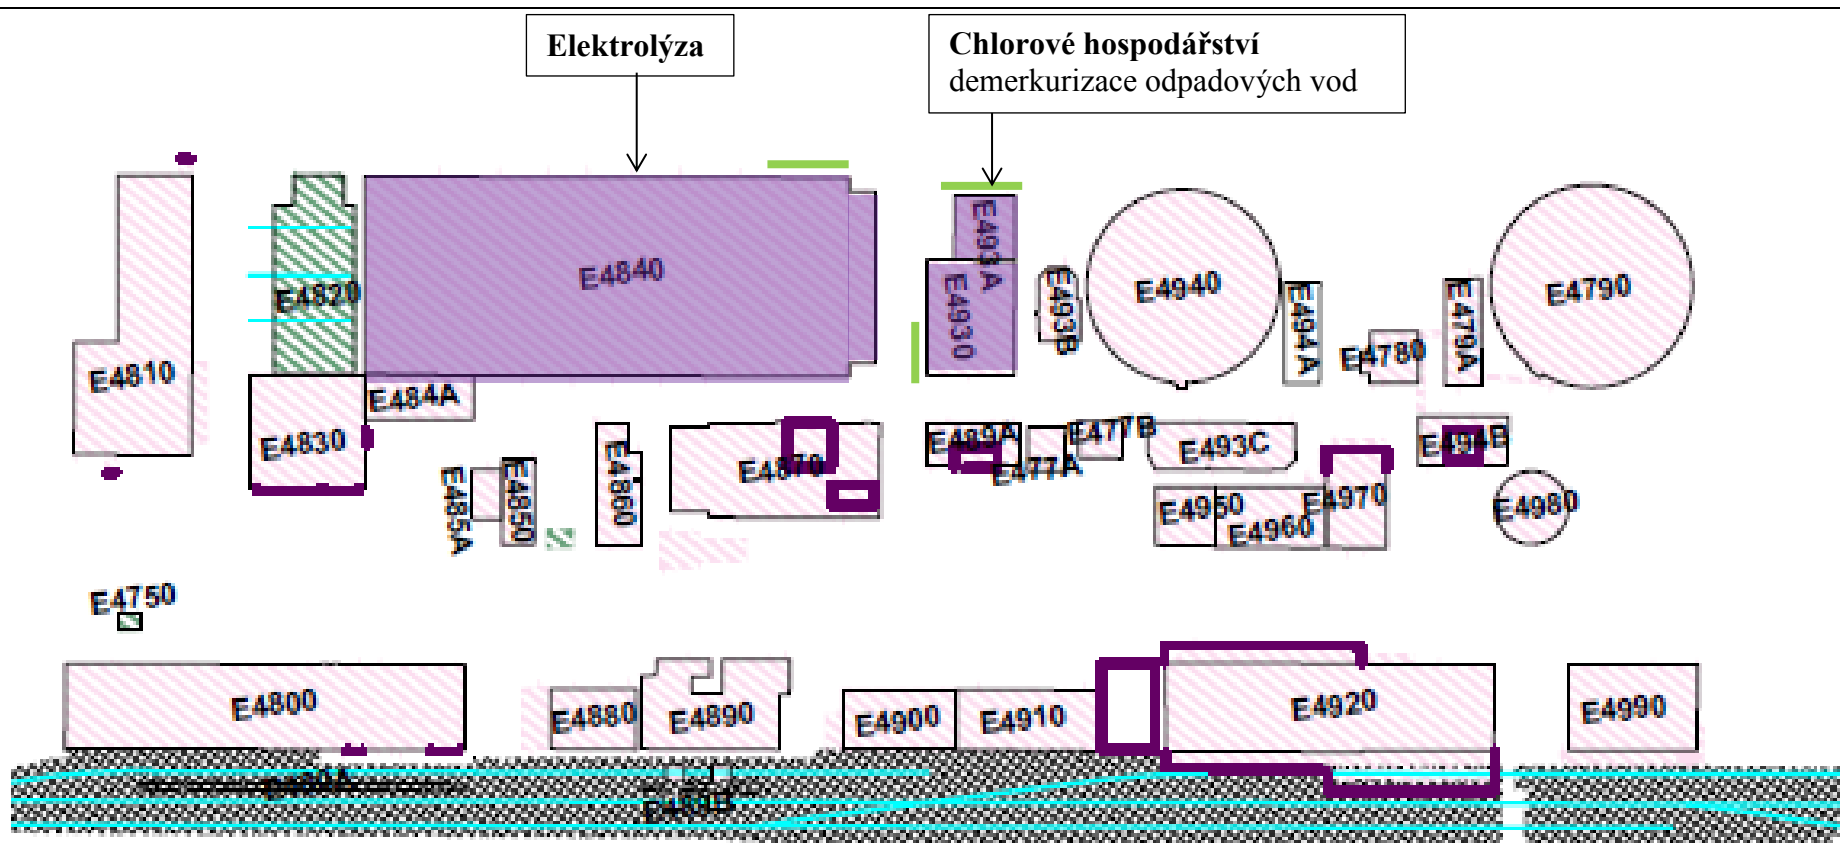 Elektrolýza
Chlorové hospodářství
demerkurizace odpadových vod
E4810
E4820
E4840
E493A
E4930
E493B
E4940
E494A
E4780
E479A
E4790
E4830
E484A
E485A
E4850
E4860
E4870
E489A
E477A
E477B
E493C
E4950
E4960
E4970
E494B
E4980
E4750
E4800
E4880
E4890
E4900
E4910
E4920
E4990